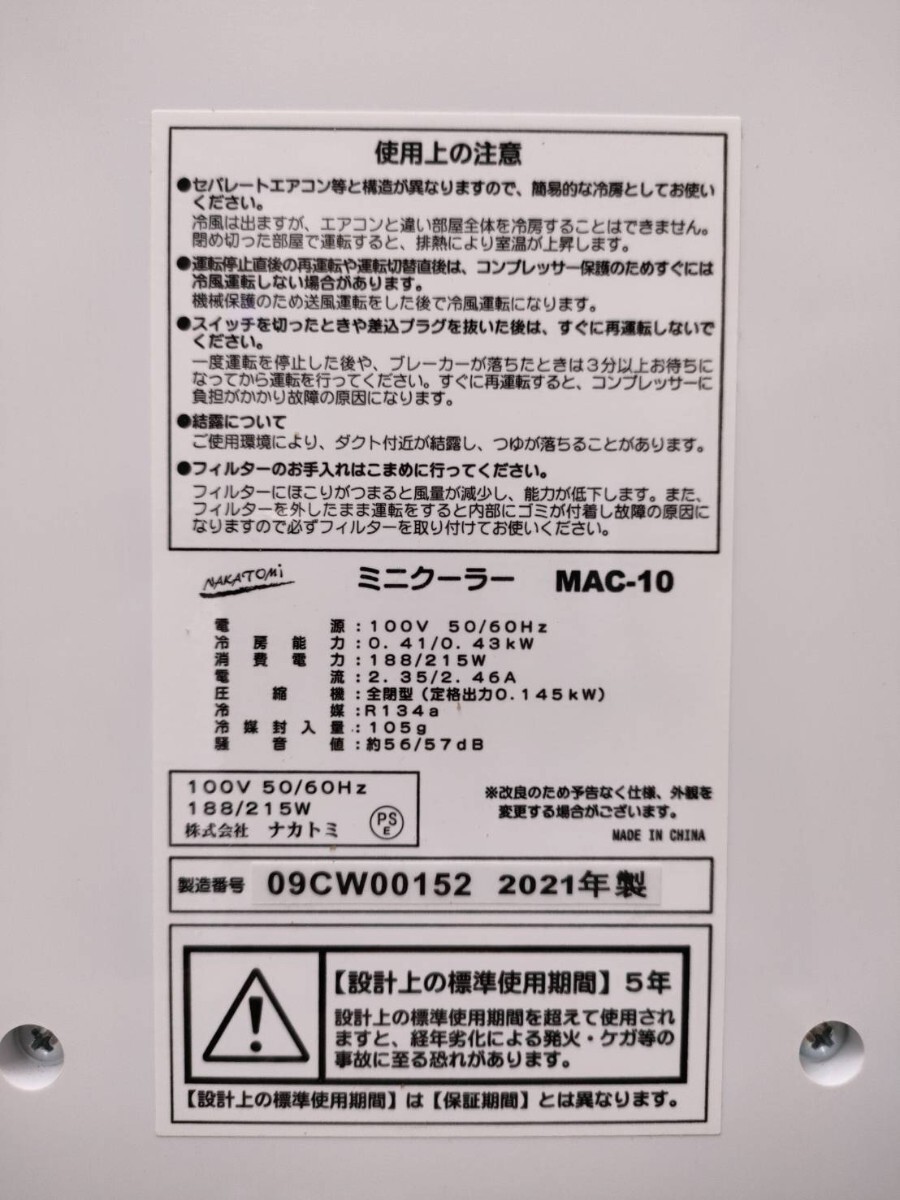 使用上の注意
●セパレートエアコン等と構造が異なりますので、簡易的な冷房としてお使い
ください。
冷風は出ますが、エアコンと違い部屋全体を冷房することはできません。
閉め切った部屋で運転すると、排熱により室温が上昇します。
●運転停止直後の再運転や運転切替直後は、コンプレッサー保護のためすぐには
冷風運転しない場合があります。
機械保護のため送風運転をした後で冷風運転になります。
●スイッチを切ったときや差込プラグを抜いた後は、すぐに再運転しないで
ください。
一度運転を停止した後や、ブレーカーが落ちたときは3分以上お待ちに
なってから運転を行ってください。すぐに再運転すると、コンプレッサーに
負担がかかり故障の原因になります。
●結露について
ご使用環境により、ダクト付近が結露し、つゆが落ちることがあります。
●フィルターのお手入れはこまめに行ってください。
フィルターにほこりがつまると風量が減少し、能力が低下します。また、
フィルターを外したまま運転をすると内部にゴミが付着し故障の原因に
なりますので必ずフィルターを取り付けてお使いください。
NAKATOMI ミニクーラー MAC-10
電源:100V 50/60Hz
冷房能力:0.41/0.43kW
消費電力:188/215W
電流:2.35/2.46A
圧縮機:全閉型(定格出力0.145kW)
冷媒:R134a
冷媒封入量:105g
騒音値:約56/57dB
100V 50/60Hz
188/215W
株式会社 ナカトミ
PS
E
※改良のため予告なく仕様、外観を
変更する場合がございます。
MADE IN CHINA
製造番号 09CW00152 2021年製
【設計上の標準使用期間】5年
設計上の標準使用期間を超えて使用され
ますと、経年劣化による発火・ケガ等の
事故に至る恐れがあります。
【設計上の標準使用期間】は【保証期間】とは異なります。